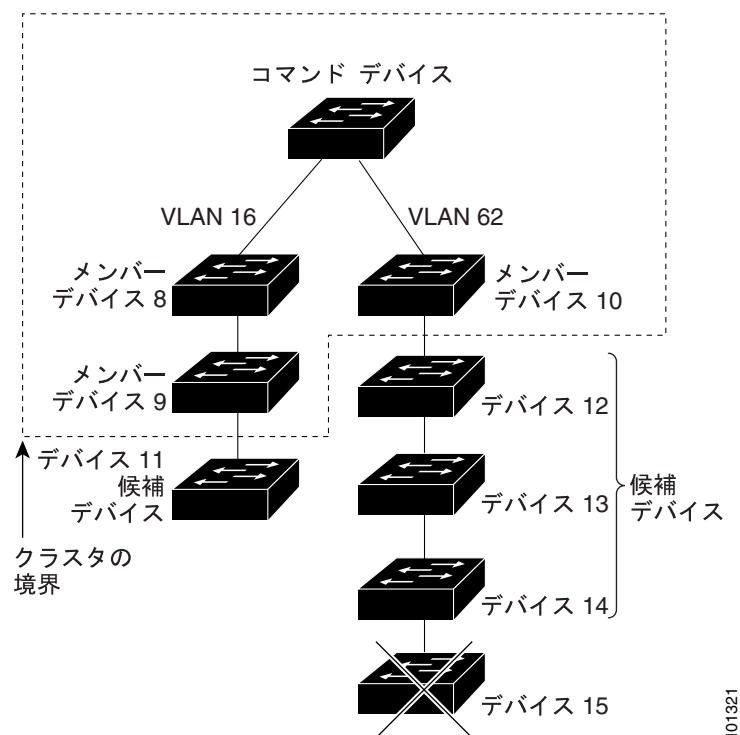 コマンド デバイス
VLAN 16
VLAN 62
メンバー
デバイス 8
メンバー
デバイス 10
メンバー
デバイス 9
デバイス 12
デバイス 11
候補
デバイス
デバイス 13
候補
デバイス
クラスタの
境界
デバイス 14
デバイス 15
101321